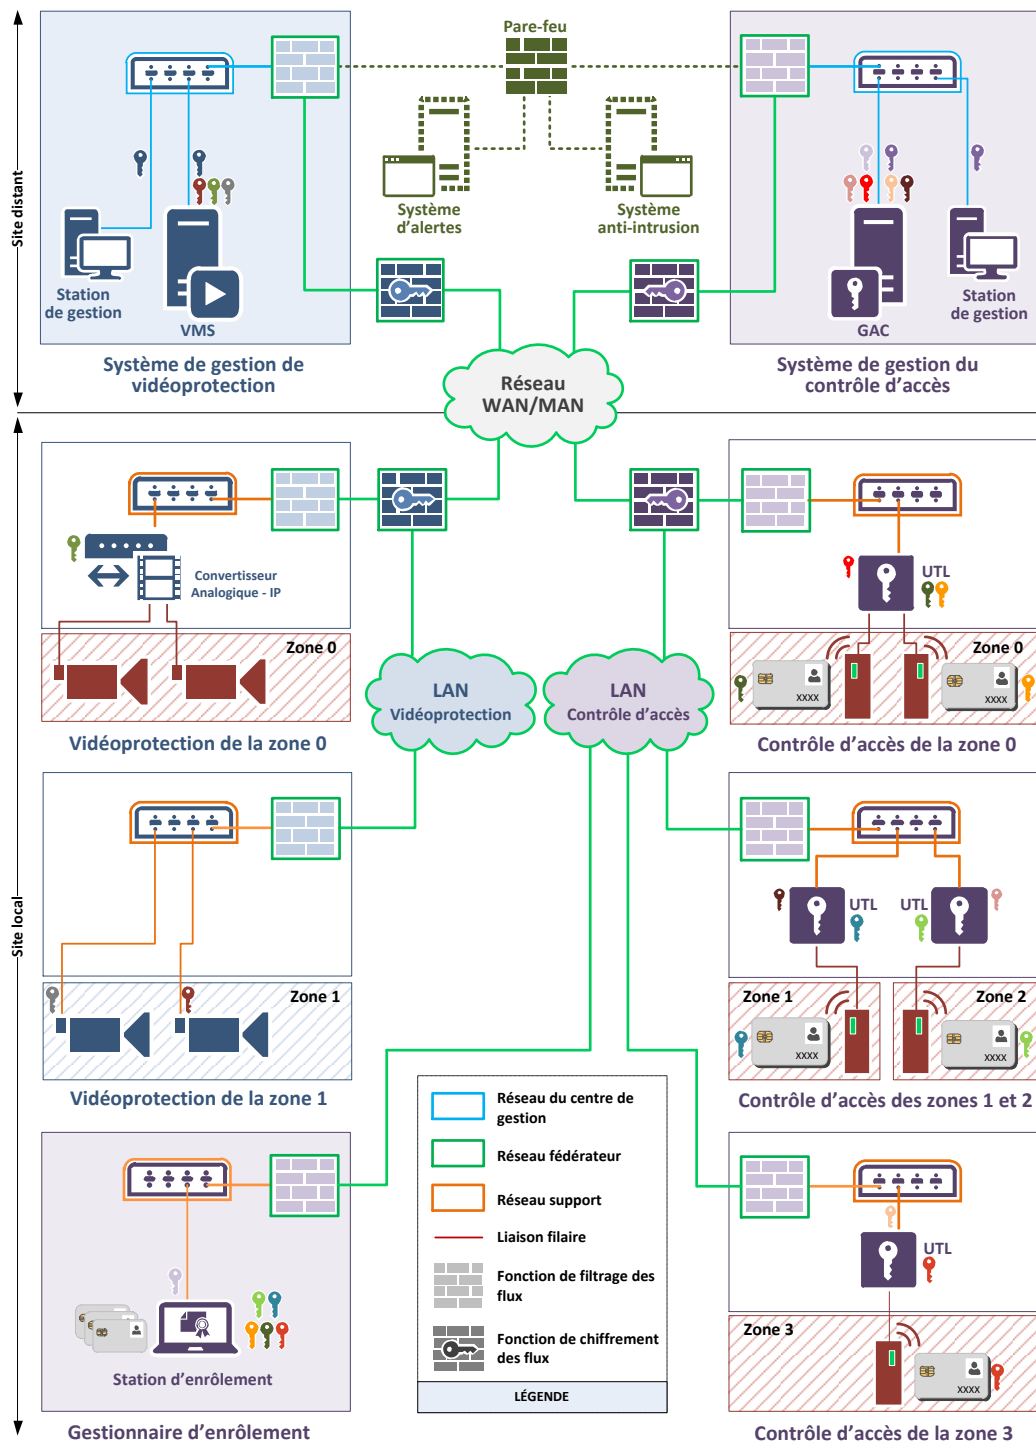 Site distant
Pare-feu
Système
d'alertes
Système
anti-intrusion
Station
de gestion
VMS
GAC
Station
de gestion
Système de gestion de
vidéoprotection
Système de gestion du
contrôle d'accès
Réseau
WAN/MAN
Site local
Convertisseur
Analogique - IP
Zone 0
Vidéoprotection de la zone 0
UTL
Zone 0
XXXX
XXXX
Contrôle d'accès de la zone 0
LAN
Vidéoprotection
LAN
Contrôle d'accès
Zone 1
Vidéoprotection de la zone 1
UTL
UTL
Zone 1
XXXX
Zone 2
XXXX
Contrôle d'accès des zones 1 et 2
Station d'enrôlement
Gestionnaire d'enrôlement
Réseau du centre de
gestion
Réseau fédérateur
Réseau support
Liaison filaire
Fonction de filtrage des
flux
Fonction de chiffrement
des flux
LÉGENDE
UTL
Zone 3
XXXX
Contrôle d'accès de la zone 3